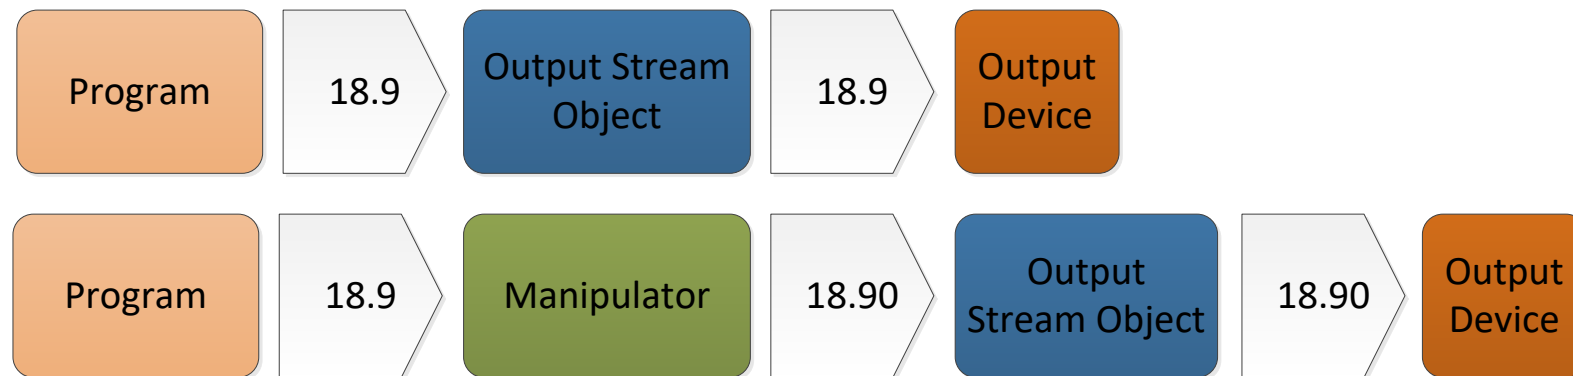 Program
18.9
Output Stream
Object
18.9
Output
Device
Program
18.9
Manipulator
18.90
Output
Stream Object
18.90
Output
Device